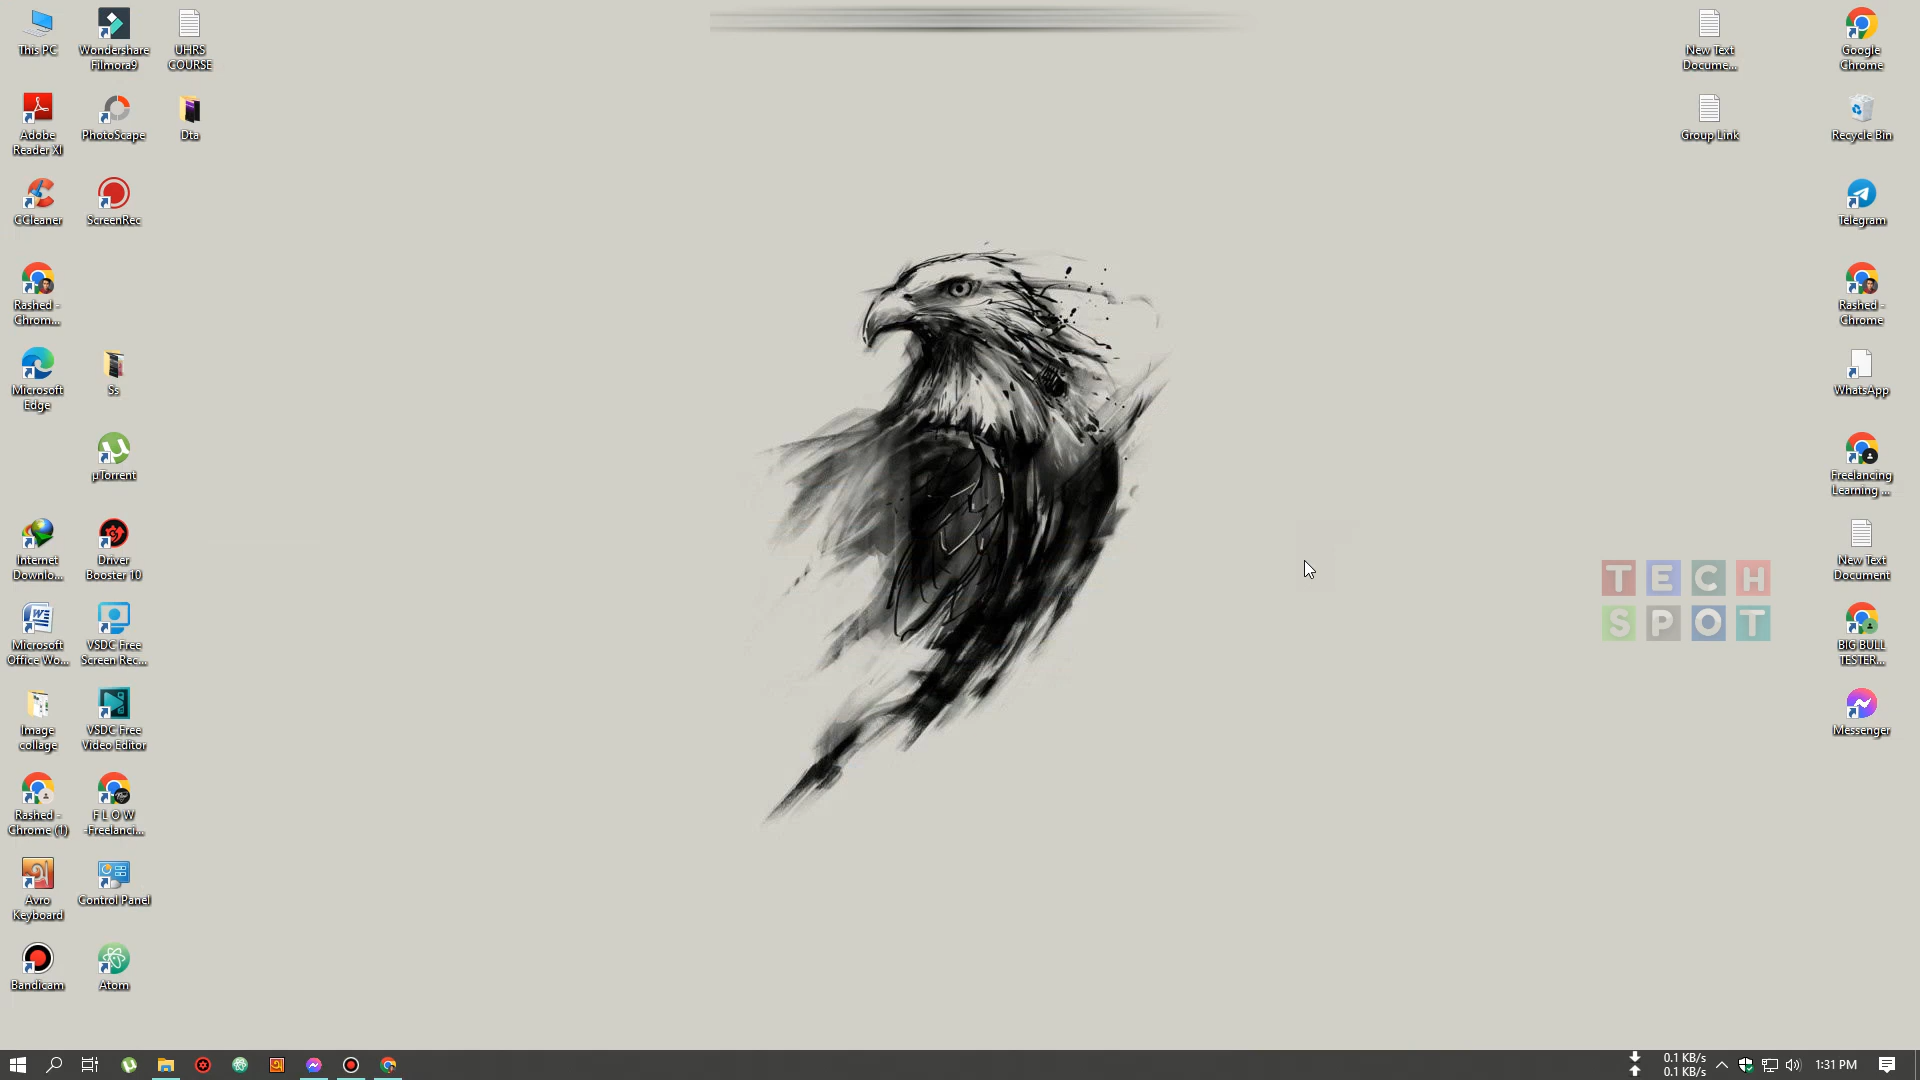 This PC
Wondershare
Filmora9
UHRS
COURSE
Adobe
Reader XI
PhotoScape
Dta
CCleaner
ScreenRec
Rashed -
Chrom...
Microsoft
Edge
Ss
µTorrent
Internet
Downlo...
Driver
Booster 10
Microsoft
Office Wo...
VSDC Free
Screen Rec...
Image
collage
VSDC Free
Video Editor
Rashed -
Chrome (1)
F L O W
-Freelanci...
Avro
Keyboard
Control Panel
Bandicam
Atom
New Text
Docume...
Google
Chrome
Group Link
Recycle Bin
Telegram
Rashed -
Chrome
WhatsApp
Freelancing
Learning ...
New Text
Document
TECH
SPOT
BIG BULL
TESTER...
Messenger
0.1 KB/s
0.1 KB/s
1:31 PM